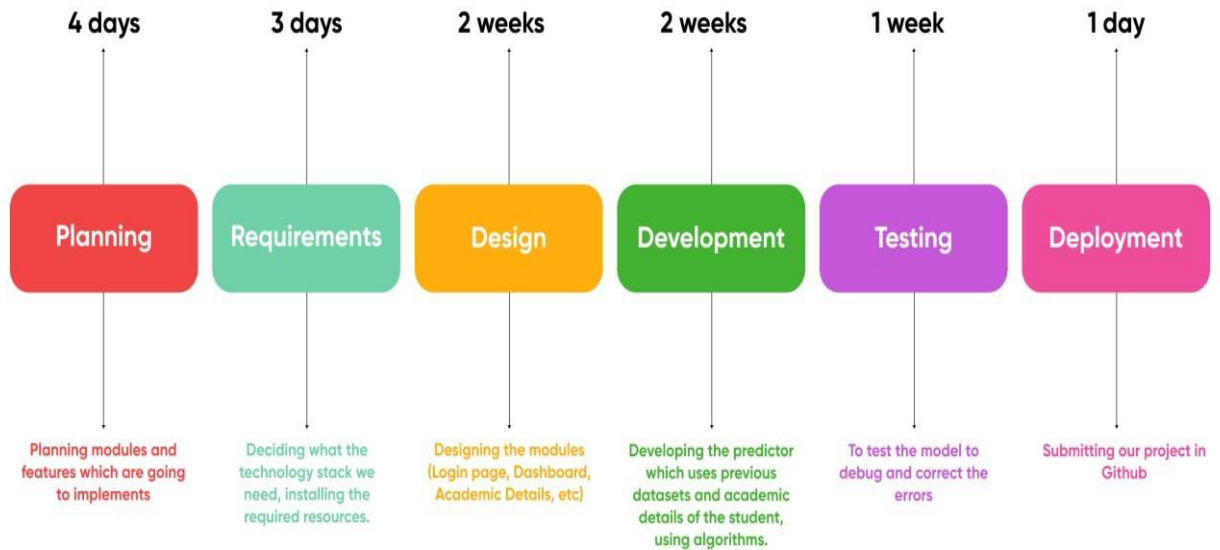 4 days
3 days
2 weeks
2 weeks
1 week
1 day
Planning
Requirements
Design
Development
Testing
Deployment
Planning modules and
features which are going
to implements
Deciding what the
technology stack we
need, installing the
required resources.
Designing the modules
(Login page, Dashboard,
Academic Details, etc)
Developing the predictor
which uses previous
datasets and academic
details of the student,
using algorithms.
To test the model to
debug and correct the
errors
Submitting our project in
Github